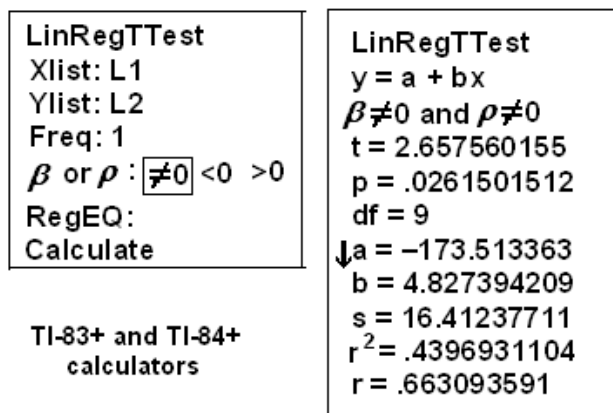 LinRegTTest
Xlist: L1
Ylist: L2
Freq: 1
β or ρ : ≠0 <0 >0
RegEQ:
Calculate
TI-83+ and TI-84+
calculators
LinRegTTest
y = a + bx
β≠0 and ρ≠0
t = 2.657560155
p = .0261501512
df = 9
↓a = –173.513363
b = 4.827394209
s = 16.41237711
r² = .4396931104
r = .663093591